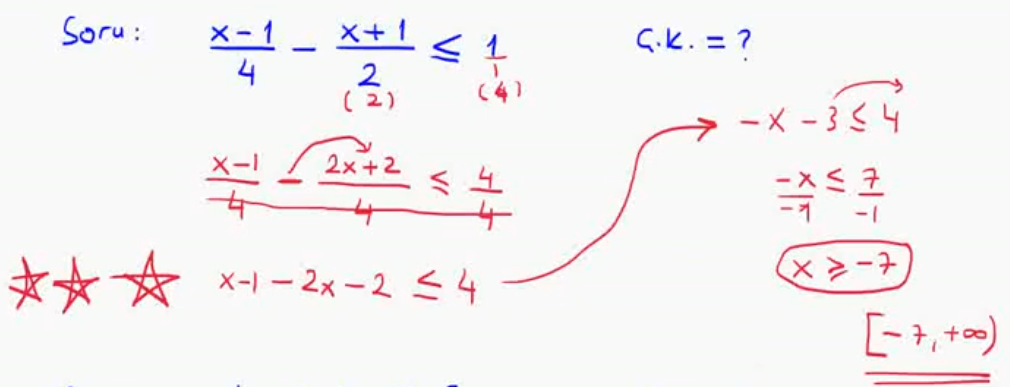 Soru: (x-1)/4 - (x+1)/2 ≤ 1/1 Ç.K. = ?
(2) (4)
(x-1)/4 - (2x+2)/4 ≤ 4/4
x-1-2x-2 ≤ 4
-x-3 ≤ 4
-x/-1 ≤ 7/-1
x ≥ -7
[-7, +∞)